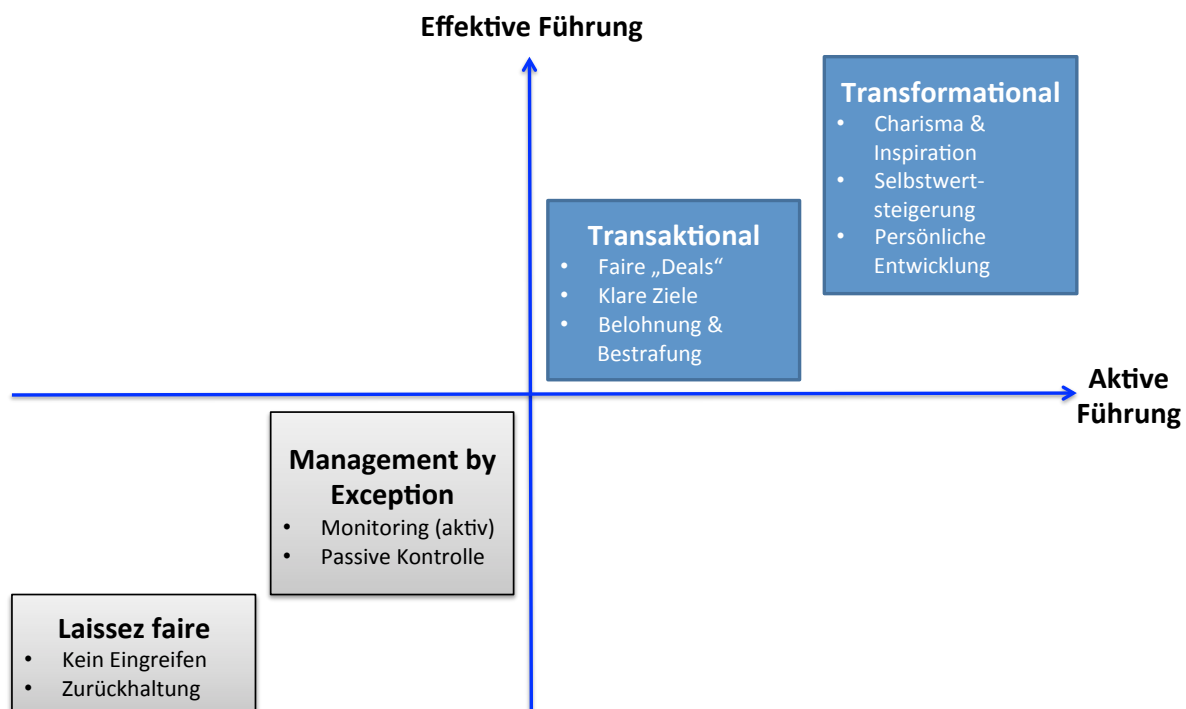 Effektive Führung
Transformational
• Charisma &
Inspiration
• Selbstwert-
steigerung
• Persönliche
Entwicklung
Transaktional
• Faire „Deals“
• Klare Ziele
• Belohnung &
Bestrafung
Aktive
Führung
Management by
Exception
• Monitoring (aktiv)
• Passive Kontrolle
Laissez faire
• Kein Eingreifen
• Zurückhaltung